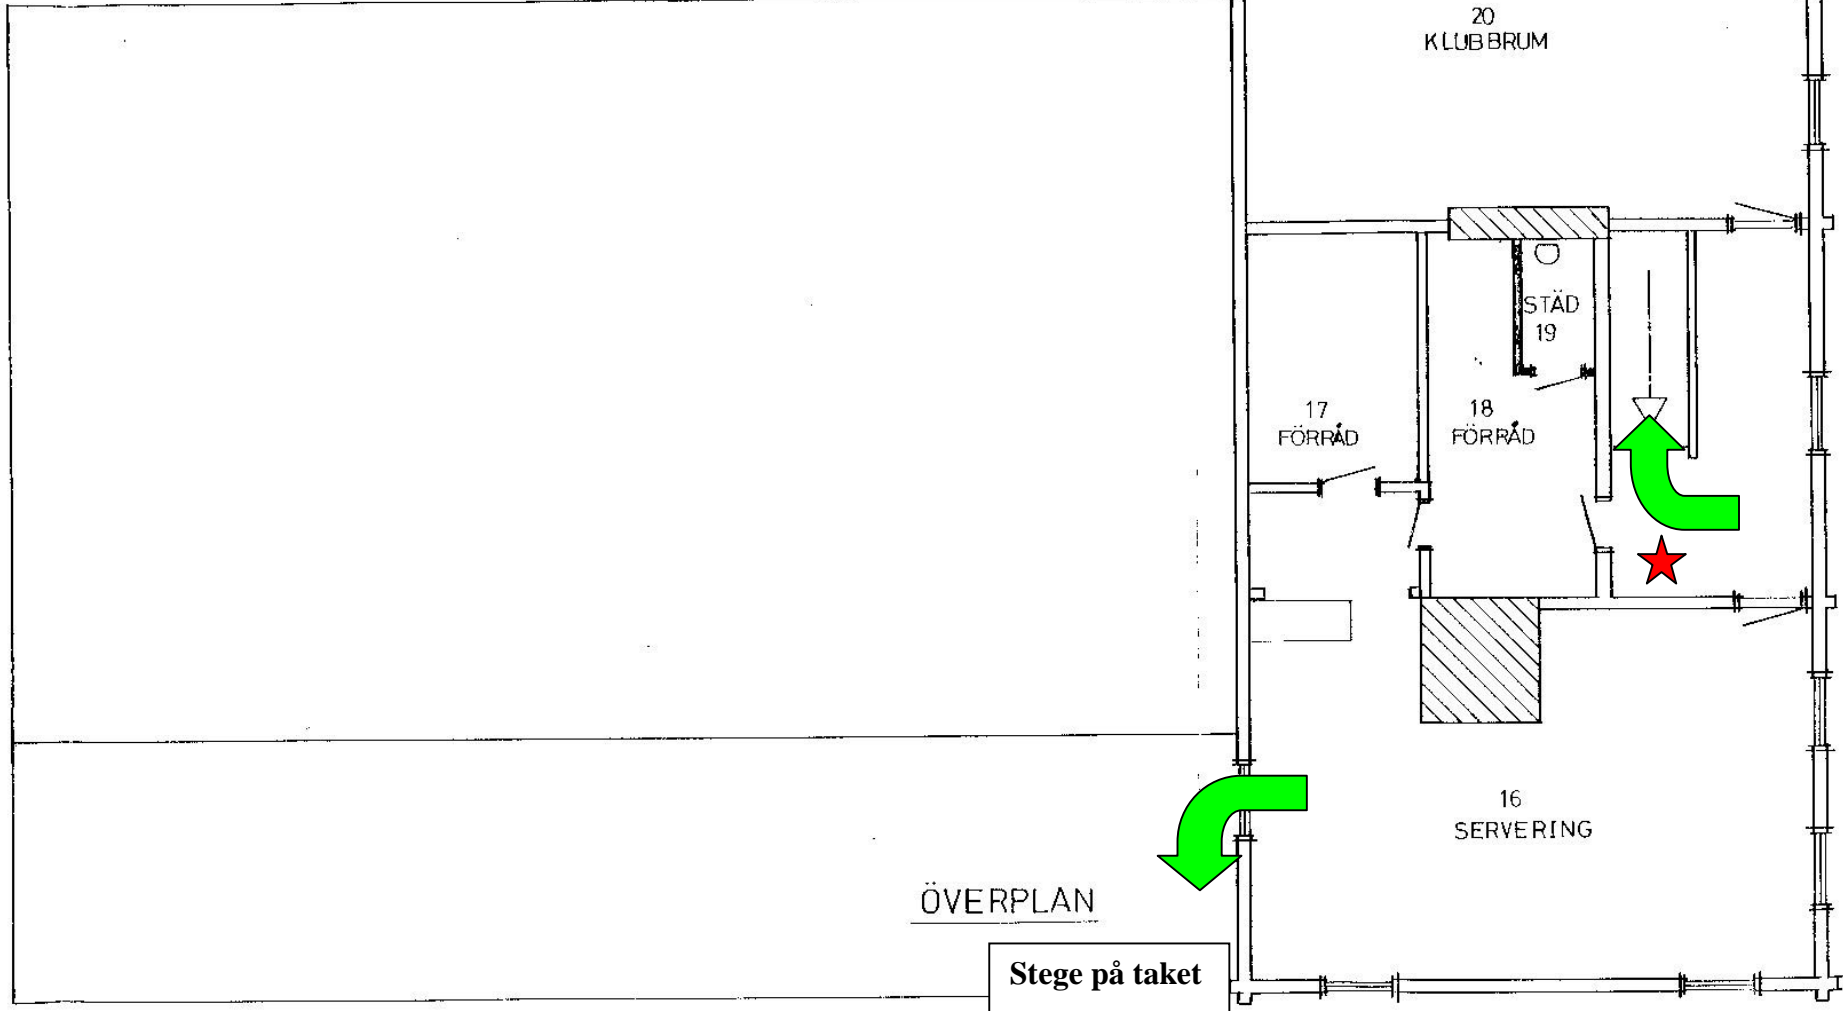 20
KLUBBRUM
STÄD
19
17
FÖRRÅD
18
FÖRRÅD
16
SERVERING
ÖVERPLAN
Stege på taket